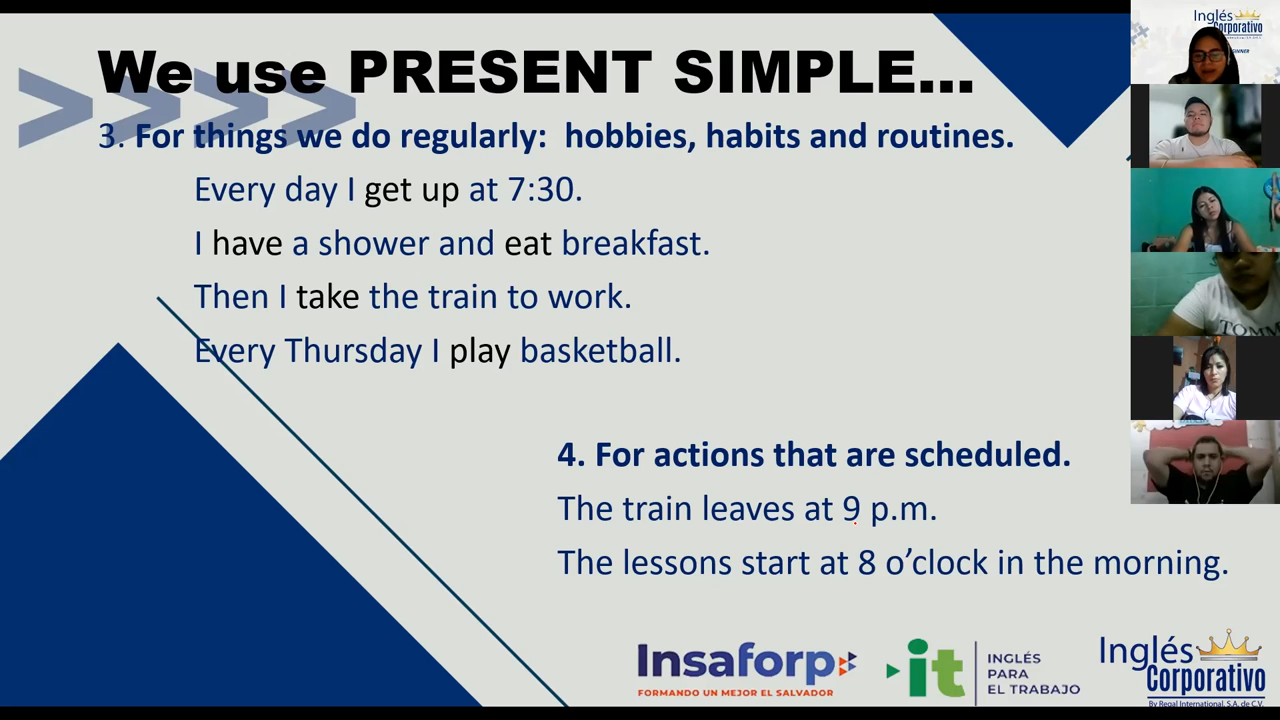 We use PRESENT SIMPLE...
3. For things we do regularly: hobbies, habits and routines.
Every day I get up at 7:30.
I have a shower and eat breakfast.
Then I take the train to work.
Every Thursday I play basketball.
4. For actions that are scheduled.
The train leaves at 9 p.m.
The lessons start at 8 o’clock in the morning.
Insaforp
FORMANDO UN MEJOR EL SALVADOR
it
INGLÉS
PARA
EL TRABAJO
Inglés
Corporativo
By Regal International, S.A. de C.V.
Inglés
Corporativo
TOMM